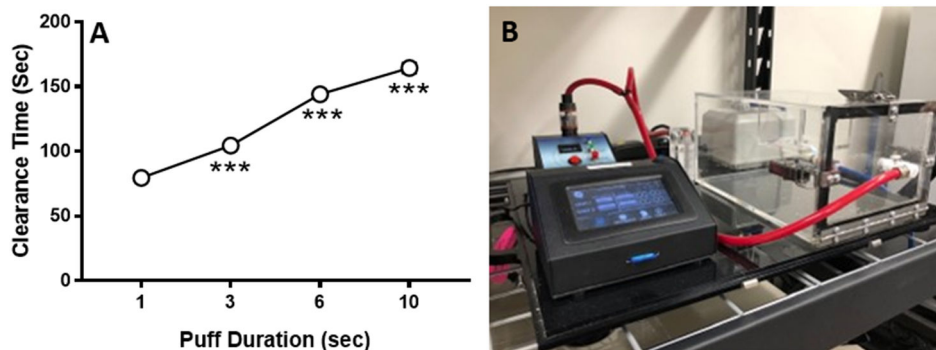 A
Clearance Time (Sec)
200
150
100
50
0
***
***
***
1 3 6 10
Puff Duration (sec)
B